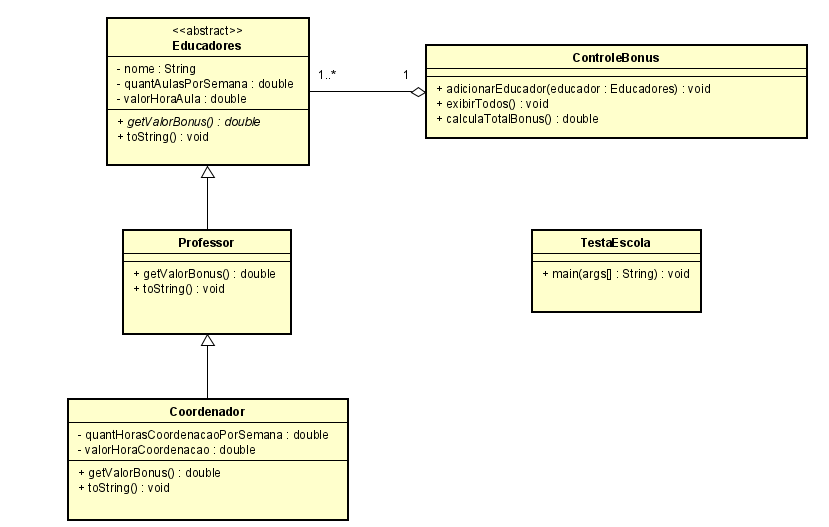 <<abstract>>
Educadores
- nome : String
- quantAulasPorSemana : double
- valorHoraAula : double
+ getValorBonus() : double
+ toString() : void
1..*
1
ControleBonus
+ adicionarEducador(educador : Educadores) : void
+ exibirTodos() : void
+ calculaTotalBonus() : double
Professor
+ getValorBonus() : double
+ toString() : void
TestaEscola
+ main(args[] : String) : void
Coordenador
- quantHorasCoordenacaoPorSemana : double
- valorHoraCoordenacao : double
+ getValorBonus() : double
+ toString() : void